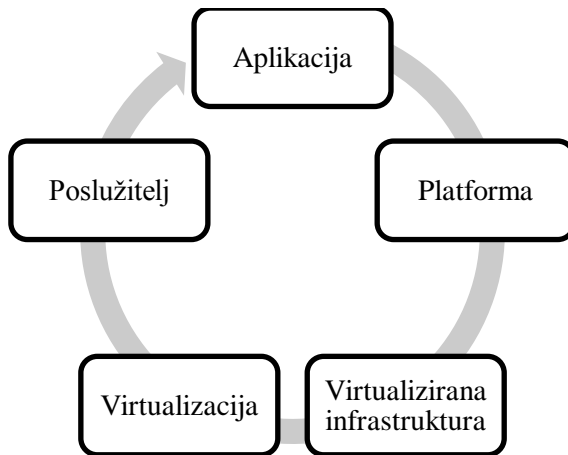 Aplikacija
Platforma
Virtualizirana
infrastruktura
Virtualizacija
Poslužitelj